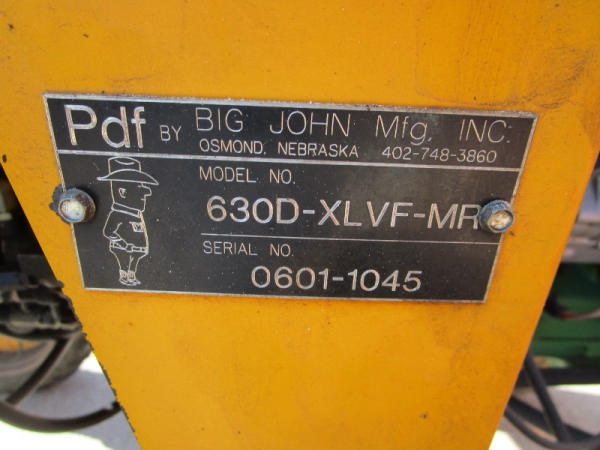 Pdf BY BIG JOHN Mfg, INC.
OSMOND, NEBRASKA 402-748-3860
MODEL NO.
630D-XLVF-MR
SERIAL NO.
0601-1045